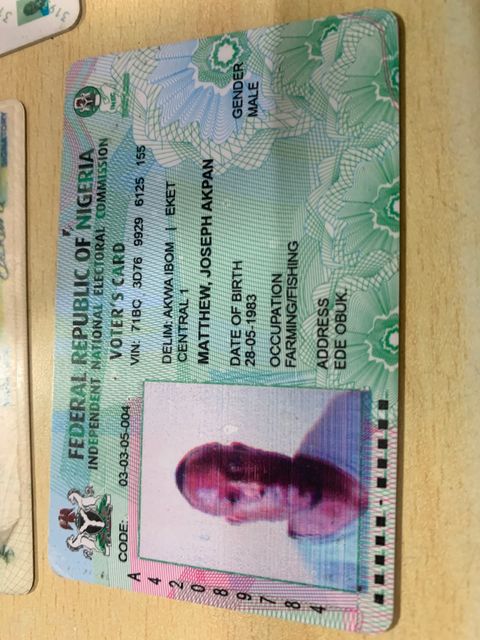 SIGNATORY
FEDERAL REPUBLIC OF NIGERIA
INDEPENDENT NATIONAL ELECTORAL COMMISSION
VOTER'S CARD
CODE: 03-03-05-004
VIN: 71BC 3D76 9929 6125 155
DELIM: AKWA IBOM | EKET
CENTRAL 1
MATTHEW, JOSEPH AKPAN
DATE OF BIRTH
28-05-1983
GENDER
MALE
OCCUPATION
FARMING/FISHING
ADDRESS
EDE OBUK.
A420897784
INEC